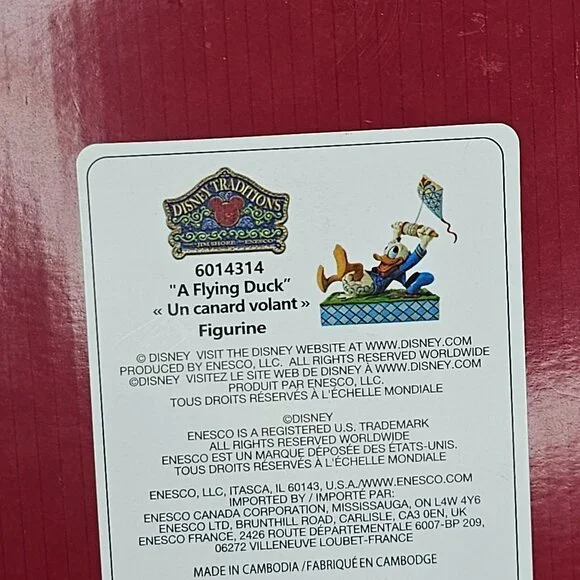 DISNEY TRADITIONS
JIM SHORE ENESCO
6014314
"A Flying Duck"
« Un canard volant »
Figurine
© DISNEY VISIT THE DISNEY WEBSITE AT WWW.DISNEY.COM
PRODUCED BY ENESCO, LLC. ALL RIGHTS RESERVED WORLDWIDE
©DISNEY VISITEZ LE SITE WEB DE DISNEY À WWW.DISNEY.COM
PRODUIT PAR ENESCO, LLC.
TOUS DROITS RÉSERVÉS À L'ÉCHELLE MONDIALE
©DISNEY
ENESCO IS A REGISTERED U.S. TRADEMARK
ALL RIGHTS RESERVED WORLDWIDE
ENESCO EST UN MARQUE DÉPOSÉE DES ÉTATS-UNIS.
TOUS DROITS RÉSERVÉS À L'ÉCHELLE MONDIALE
ENESCO, LLC, ITASCA, IL 60143, U.S.A./WWW.ENESCO.COM
IMPORTED BY / IMPORTÉ PAR:
ENESCO CANADA CORPORATION, MISSISSAUGA, ON L4W 4Y6
ENESCO LTD, BRUNTHILL ROAD, CARLISLE, CA3 0EN, UK
ENESCO FRANCE, 2426 ROUTE DÉPARTEMENTALE 6007-BP 209,
06272 VILLENEUVE LOUBET-FRANCE
MADE IN CAMBODIA / FABRIQUÉ EN CAMBODGE